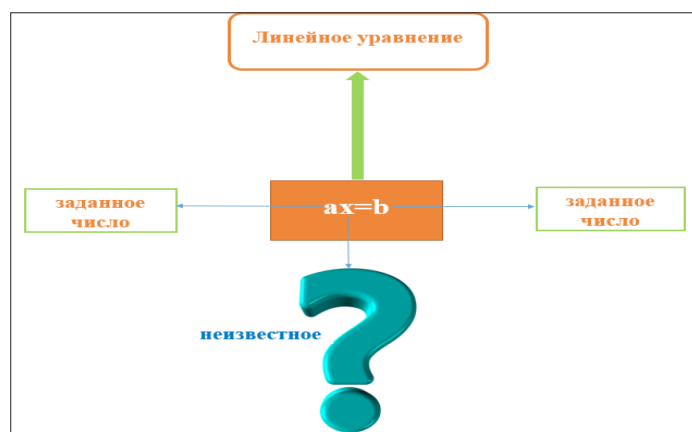 Линейное уравнение
заданное
число
ax=b
заданное
число
неизвестное
?